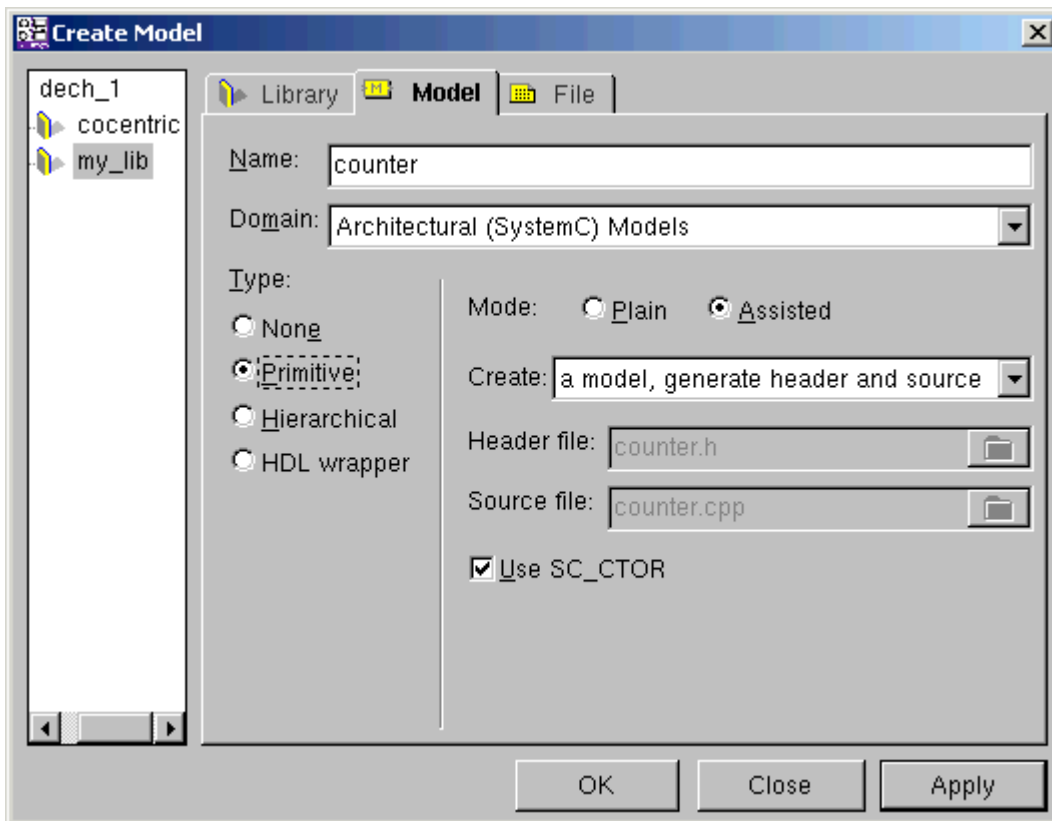 Create Model
dech_1
cocentric
my_lib
Library
Model
File
Name:
counter
Domain:
Architectural (SystemC) Models
Type:
None
Primitive
Hierarchical
HDL wrapper
Mode:
Plain
Assisted
Create:
a model, generate header and source
Header file:
counter.h
Source file:
counter.cpp
Use SC_CTOR
OK
Close
Apply